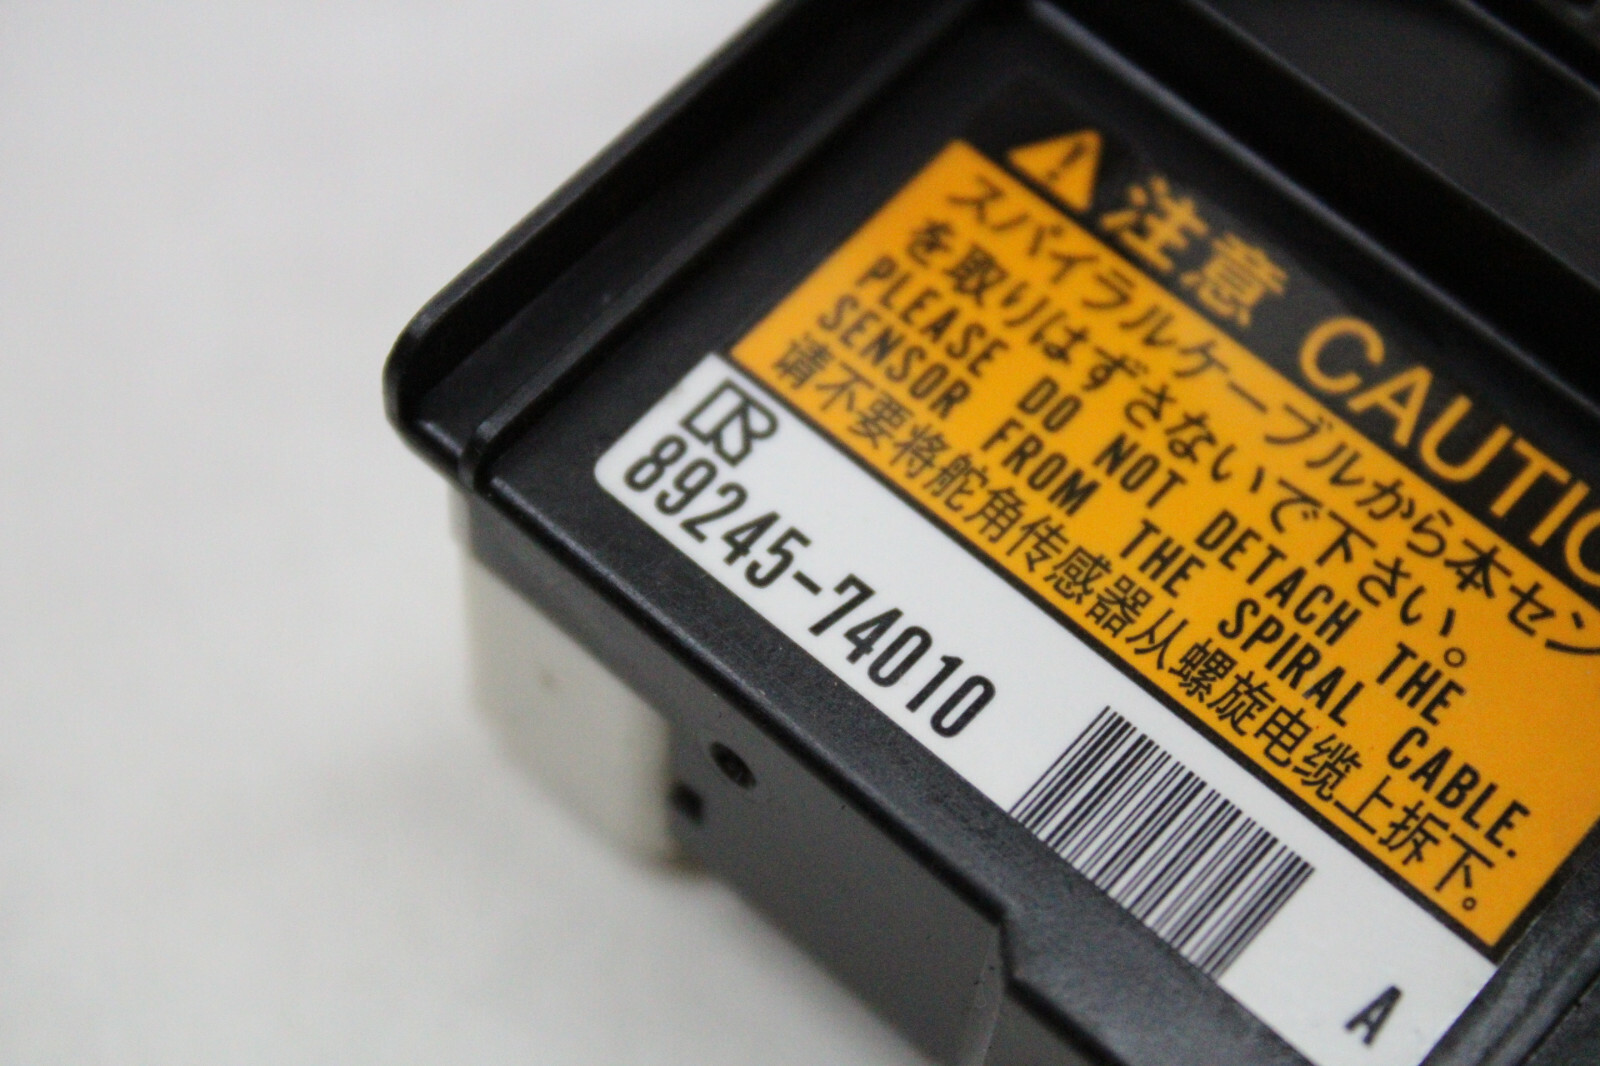 注意 CAUTIO
スパイラルケーブルから本セン
を取りはずさないで下さい。
PLEASE DO NOT DETACH THE
SENSOR FROM THE SPIRAL CABLE.
请不要将舵角传感器从螺旋电缆上拆下。
89245-74010
A